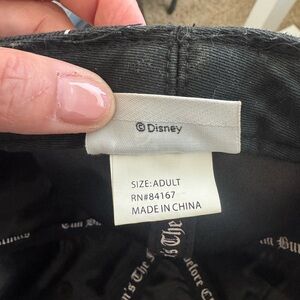 © Disney
SIZE: ADULT
RN#84167
MADE IN CHINA